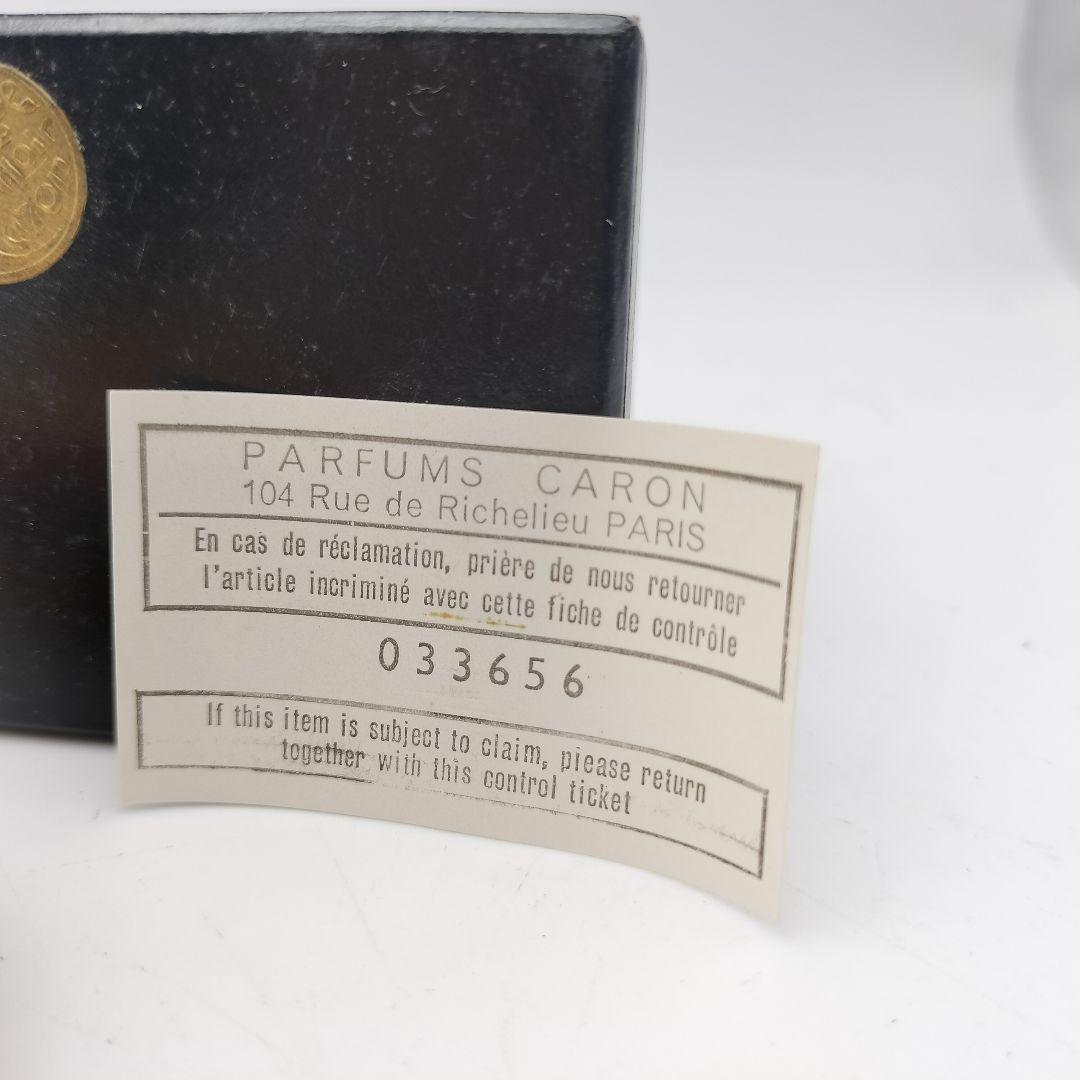 PARFUMS CARON
104 Rue de Richelieu PARIS
En cas de réclamation, prière de nous retourner
l'article incriminé avec cette fiche de contrôle
033656
If this item is subject to claim, please return
together with this control ticket